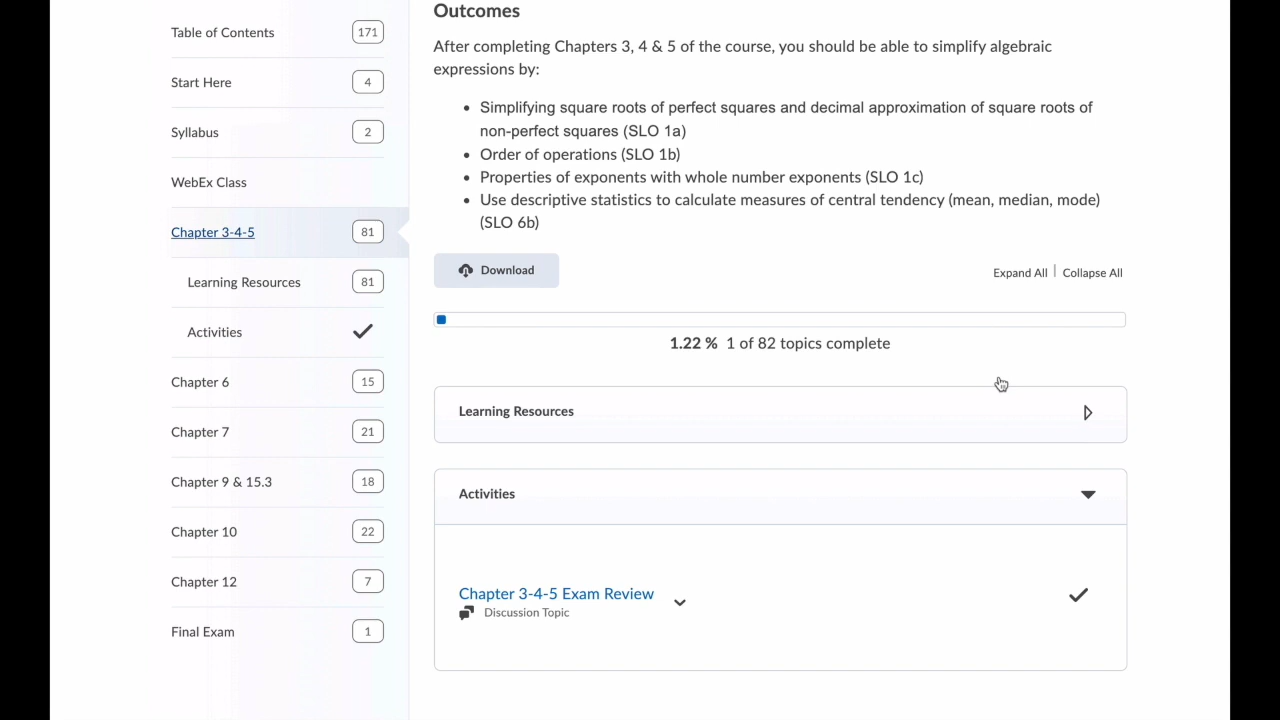 Table of Contents 171
Start Here 4
Syllabus 2
WebEx Class
Chapter 3-4-5 81
Learning Resources 81
Activities
Chapter 6 15
Chapter 7 21
Chapter 9 & 15.3 18
Chapter 10 22
Chapter 12 7
Final Exam 1
Outcomes
After completing Chapters 3, 4 & 5 of the course, you should be able to simplify algebraic
expressions by:
Simplifying square roots of perfect squares and decimal approximation of square roots of
non-perfect squares (SLO 1a)
Order of operations (SLO 1b)
Properties of exponents with whole number exponents (SLO 1c)
Use descriptive statistics to calculate measures of central tendency (mean, median, mode)
(SLO 6b)
Download
Expand All | Collapse All
1.22 % 1 of 82 topics complete
Learning Resources
Activities
Chapter 3-4-5 Exam Review
Discussion Topic